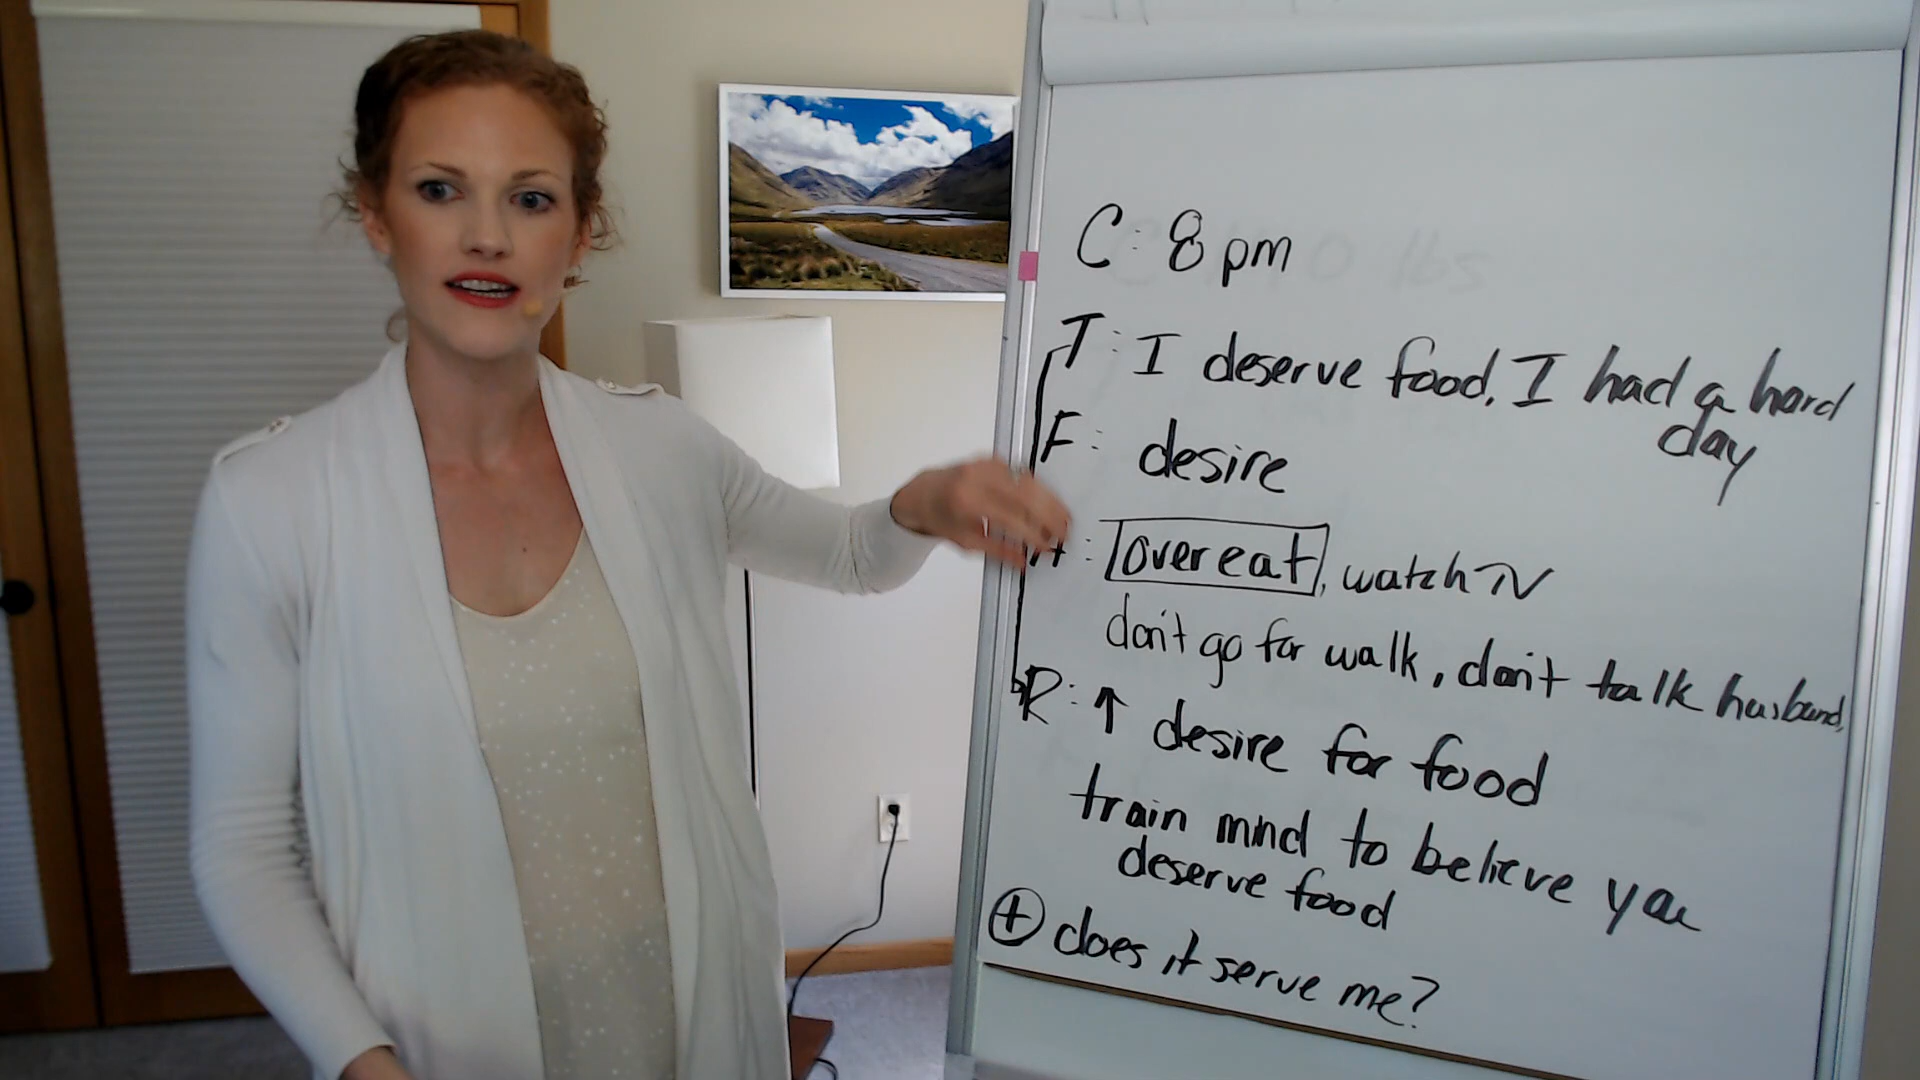 C: 8 pm
T: I deserve food, I had a hard
day
F: desire
A: overeat, watch TV
don't go for walk, don't talk husband,
R: ↑ desire for food
train mind to believe you
deserve food
⊕ does it serve me?